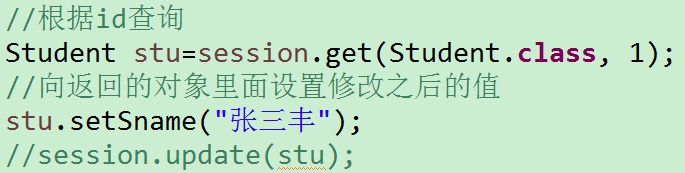 //根据id查询
Student stu=session.get(Student.class, 1);
//向返回的对象里面设置修改之后的值
stu.setSname("张三丰");
//session.update(stu);